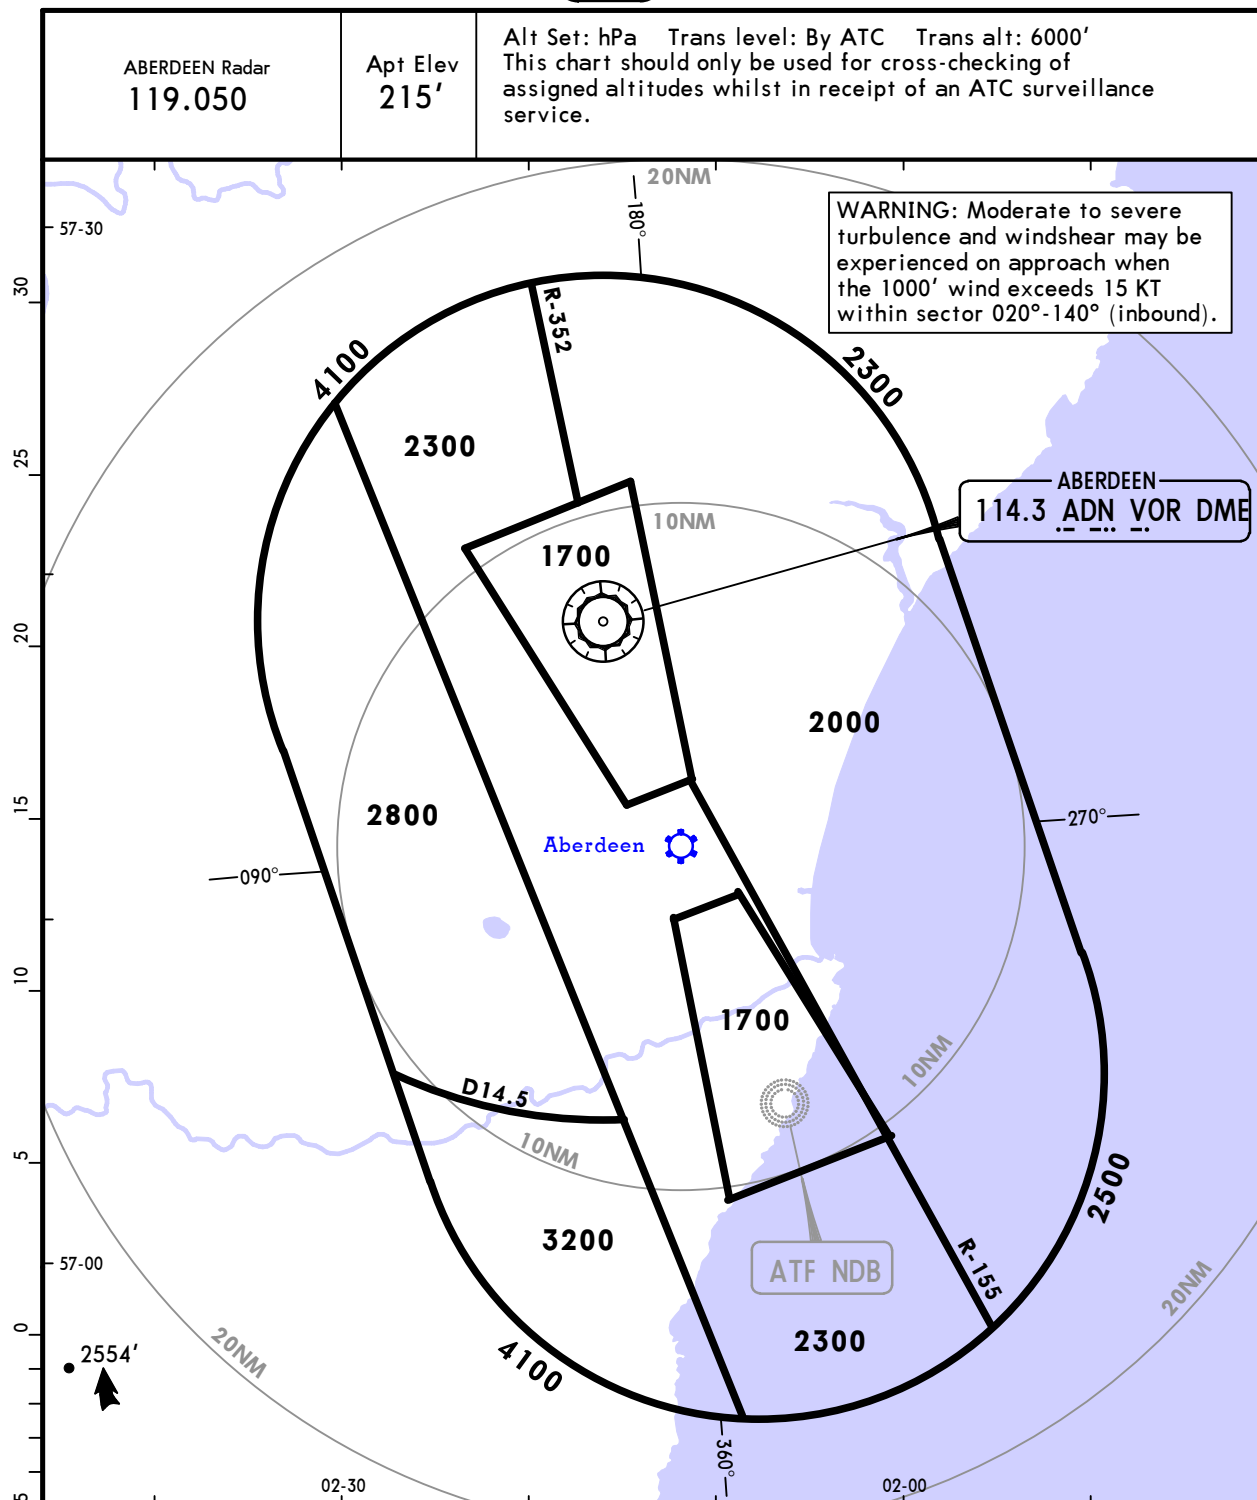 ABERDEEN Radar
119.050
Apt Elev
215'
Alt Set: hPa Trans level: By ATC Trans alt: 6000'
This chart should only be used for cross-checking of
assigned altitudes whilst in receipt of an ATC surveillance
service.
20NM
180°
57-30
WARNING: Moderate to severe
turbulence and windshear may be
experienced on approach when
the 1000' wind exceeds 15 KT
within sector 020°-140° (inbound).
30
R-352
4100
2300
2300
25
ABERDEEN
114.3 ADN VOR DME
10NM
1700
20
2000
15
2800
270°
Aberdeen
090°
10
1700
10NM
D14.5
10NM
5
2500
3200
57-00
ATF NDB
R-155
20NM
0
20NM
2554'
4100
2300
360°
02-30
02-00
5